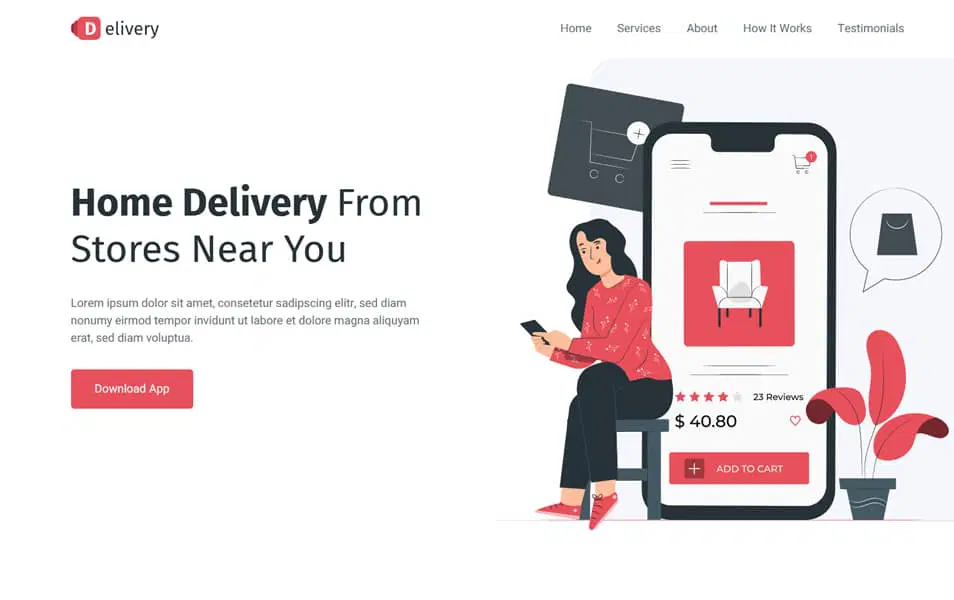 Delivery
Home Services About How It Works Testimonials
Home Delivery From
Stores Near You
Lorem ipsum dolor sit amet, consetetur sadipscing elitr, sed diam
nonumy eirmod tempor invidunt ut labore et dolore magna aliquyam
erat, sed diam voluptua.
Download App
1
23 Reviews
$ 40.80
ADD TO CART